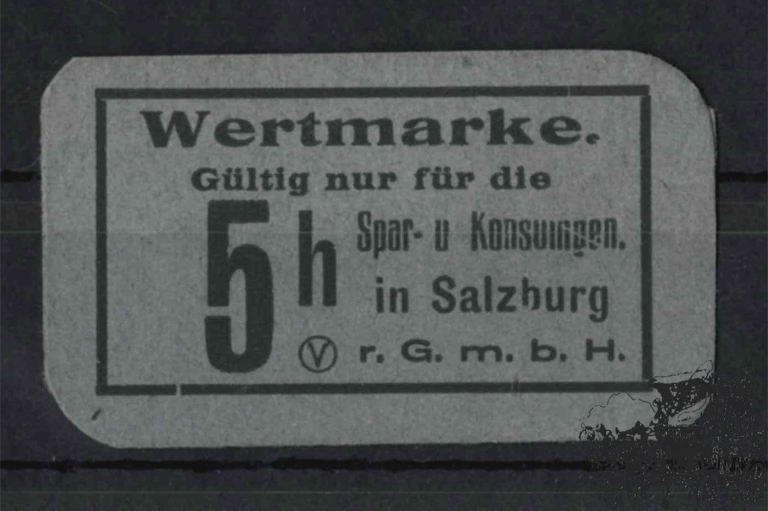 Wertmarke.
Gültig nur für die
5 h Spar- u Konsumgen.
in Salzburg
V r. G. m. b. H.